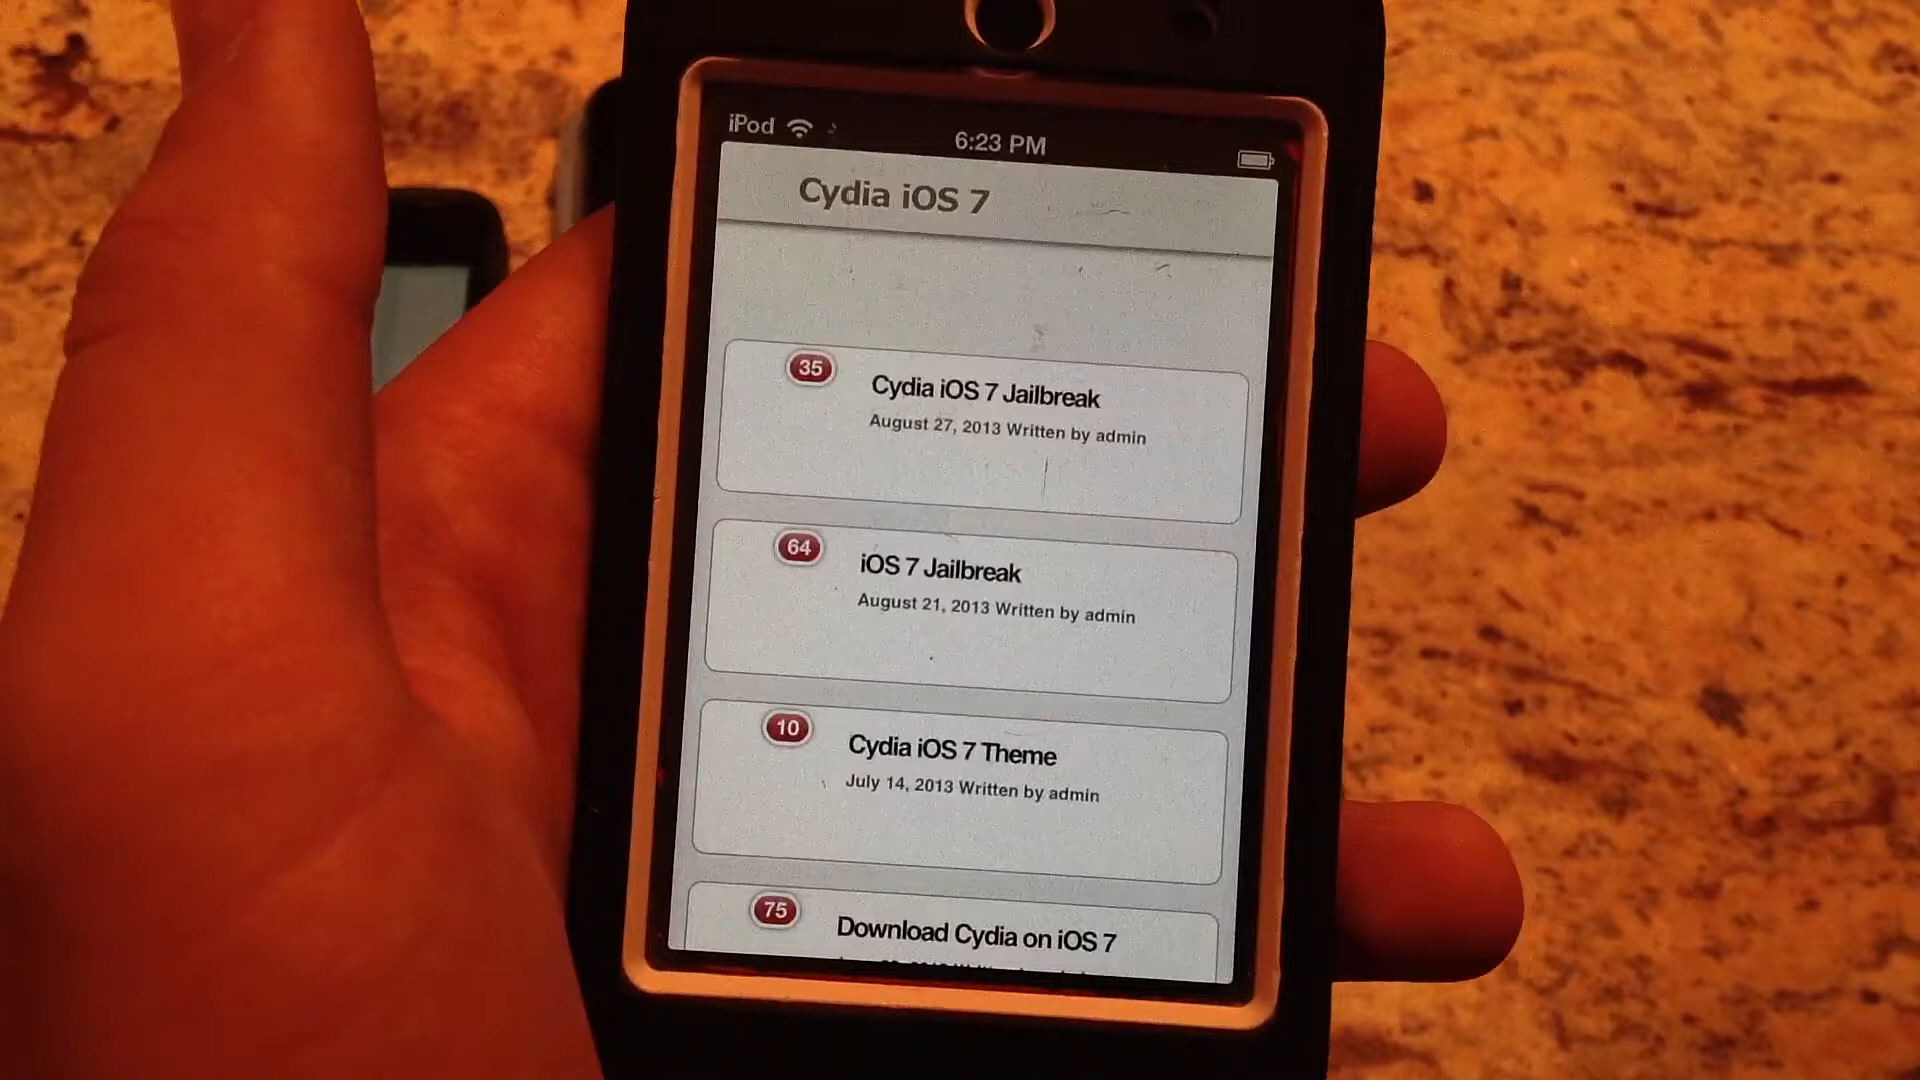 iPod
6:23 PM
Cydia iOS 7
35
Cydia iOS 7 Jailbreak
August 27, 2013 Written by admin
64
iOS 7 Jailbreak
August 21, 2013 Written by admin
10
Cydia iOS 7 Theme
July 14, 2013 Written by admin
75
Download Cydia on iOS 7